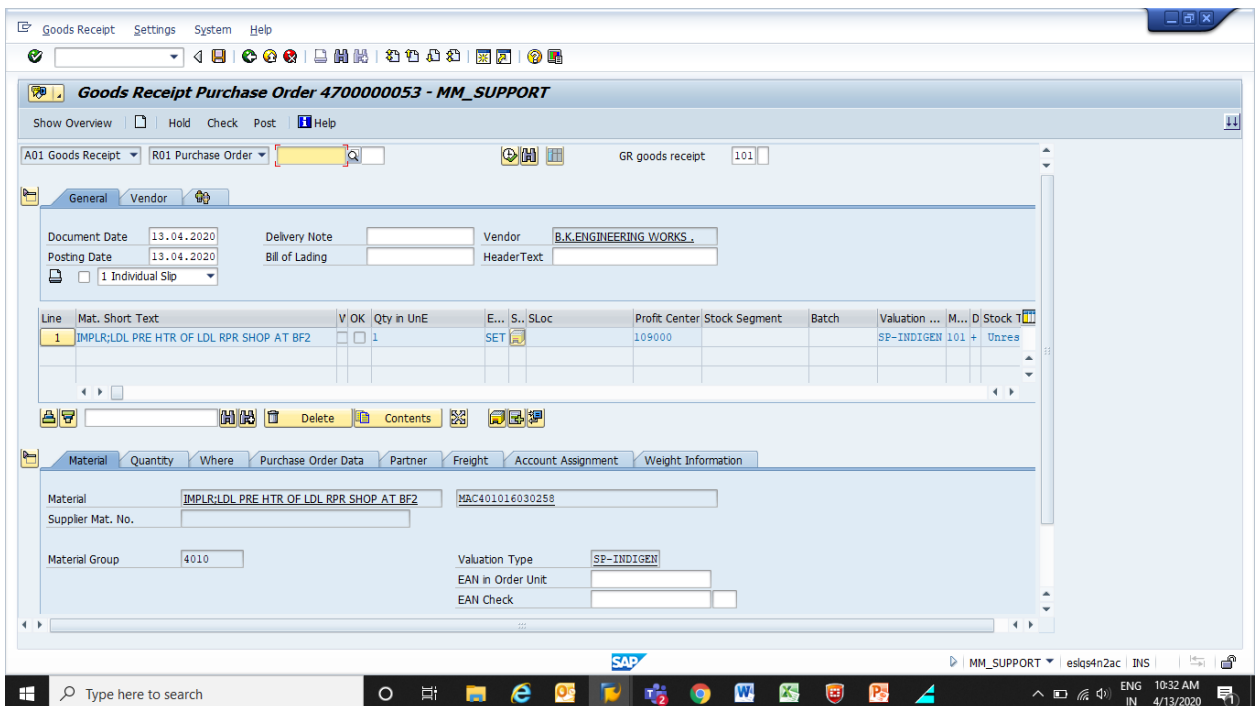 Goods Receipt Settings System Help
Goods Receipt Purchase Order 4700000053 - MM_SUPPORT
Show Overview Hold Check Post Help
A01 Goods Receipt R01 Purchase Order GR goods receipt 101
General Vendor
Document Date 13.04.2020 Delivery Note Vendor B.K.ENGINEERING WORKS .
Posting Date 13.04.2020 Bill of Lading HeaderText
1 Individual Slip
Line Mat. Short Text V OK Qty in UnE E... S.. SLoc Profit Center Stock Segment Batch Valuation ... M... D Stock T
1 IMPLR;LDL PRE HTR OF LDL RPR SHOP AT BF2 1 SET 109000 SP-INDIGEN 101 + Unres
Delete Contents
Material Quantity Where Purchase Order Data Partner Freight Account Assignment Weight Information
Material IMPLR;LDL PRE HTR OF LDL RPR SHOP AT BF2 MAC401016030258
Supplier Mat. No.
Material Group 4010 Valuation Type SP-INDIGEN
EAN in Order Unit
EAN Check
SAP MM_SUPPORT eslqs4n2ac INS
Type here to search ENG 10:32 AM
IN 4/13/2020